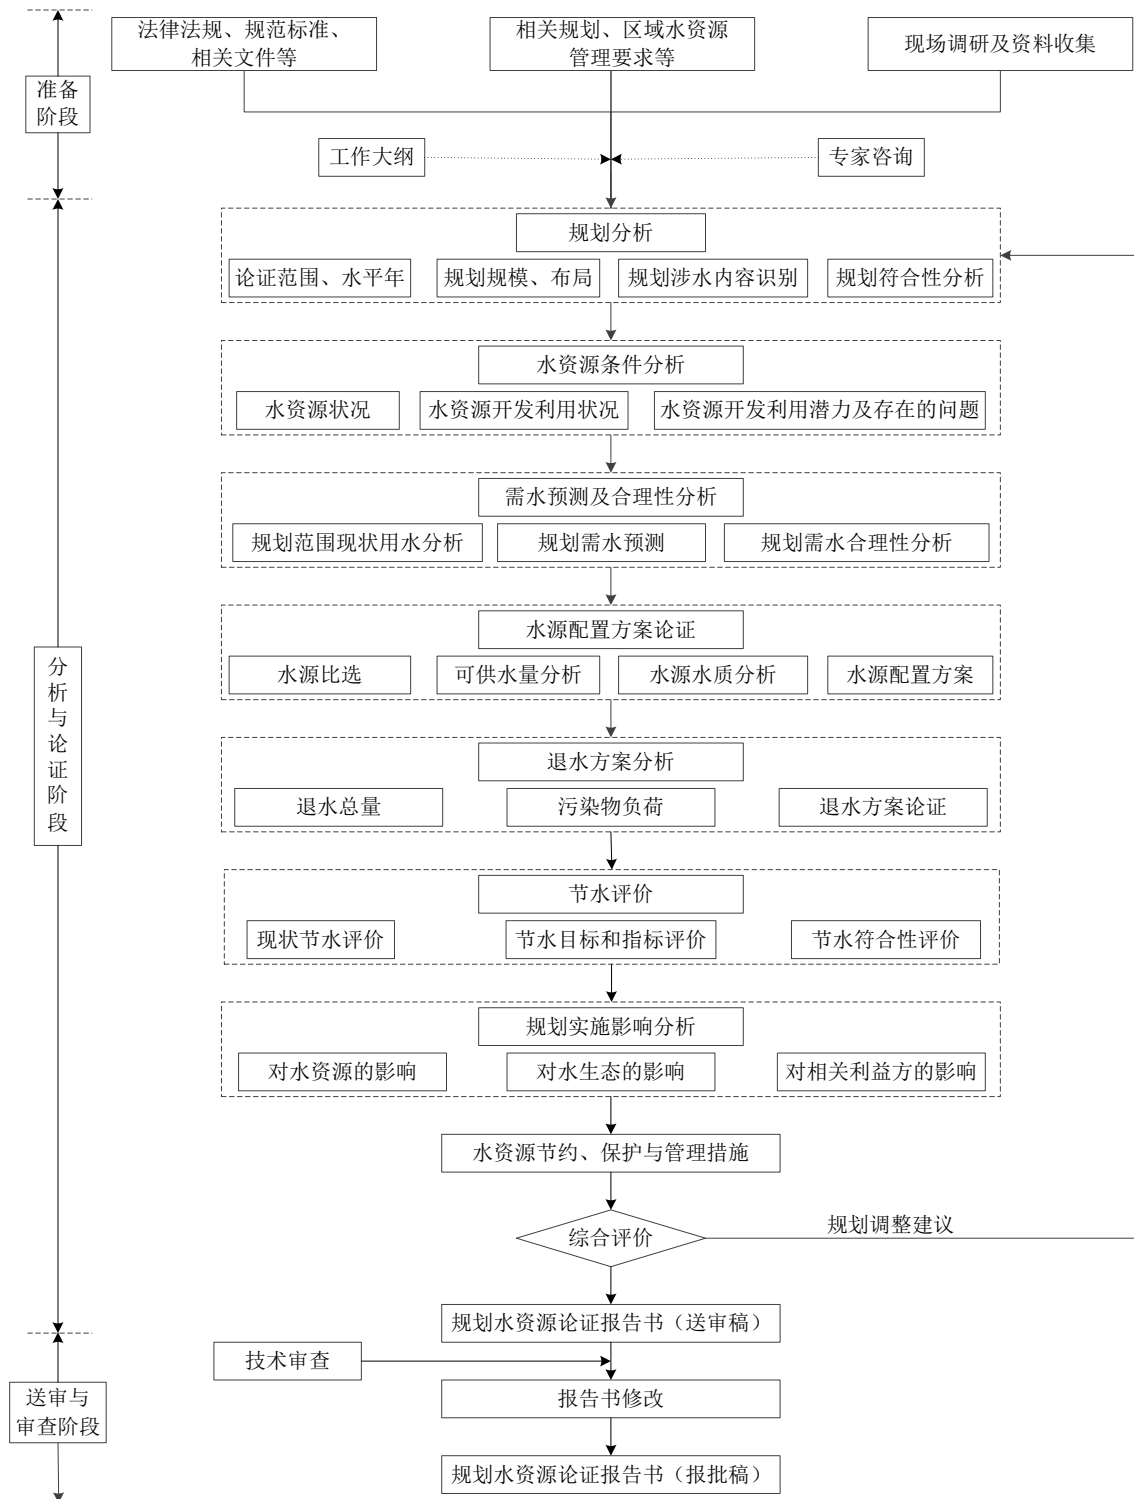 法律法规、规范标准、
相关文件等
相关规划、区域水资源
管理要求等
现场调研及资料收集
准备
阶段
工作大纲
专家咨询
规划分析
论证范围、水平年
规划规模、布局
规划涉水内容识别
规划符合性分析
水资源条件分析
水资源状况
水资源开发利用状况
水资源开发利用潜力及存在的问题
需水预测及合理性分析
规划范围现状用水分析
规划需水预测
规划需水合理性分析
水源配置方案论证
水源比选
可供水量分析
水源水质分析
水源配置方案
分析与论证阶段
退水方案分析
退水总量
污染物负荷
退水方案论证
节水评价
现状节水评价
节水目标和指标评价
节水符合性评价
规划实施影响分析
对水资源的影响
对水生态的影响
对相关利益方的影响
水资源节约、保护与管理措施
综合评价
规划调整建议
规划水资源论证报告书（送审稿）
技术审查
送审与
审查阶段
报告书修改
规划水资源论证报告书（报批稿）